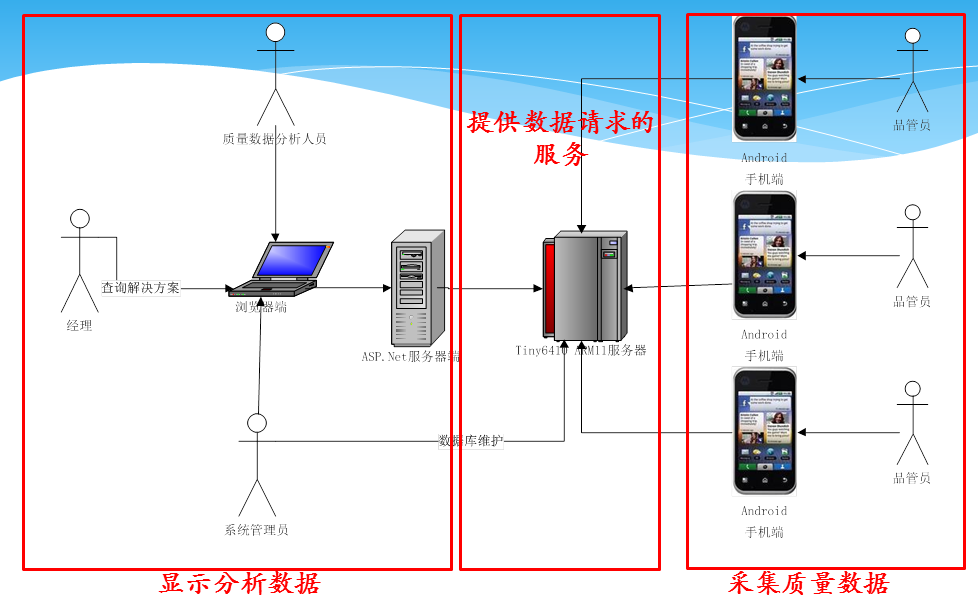 质量数据分析人员
提供数据请求的
服务
品管员
Android
手机端
经理
查询解决方案
浏览器端
ASP.Net服务器端
Tiny6410 ARM11服务器
品管员
Android
手机端
数据库维护
系统管理员
品管员
Android
手机端
显示分析数据
采集质量数据